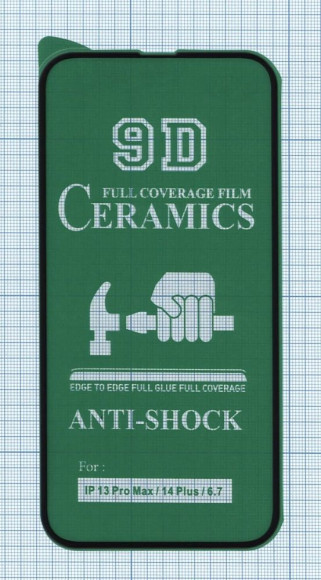 9D
FULL COVERAGE FILM
CERAMICS
EDGE TO EDGE FULL GLUE FULL COVERAGE
ANTI-SHOCK
For :
IP 13 Pro Max / 14 Plus / 6.7